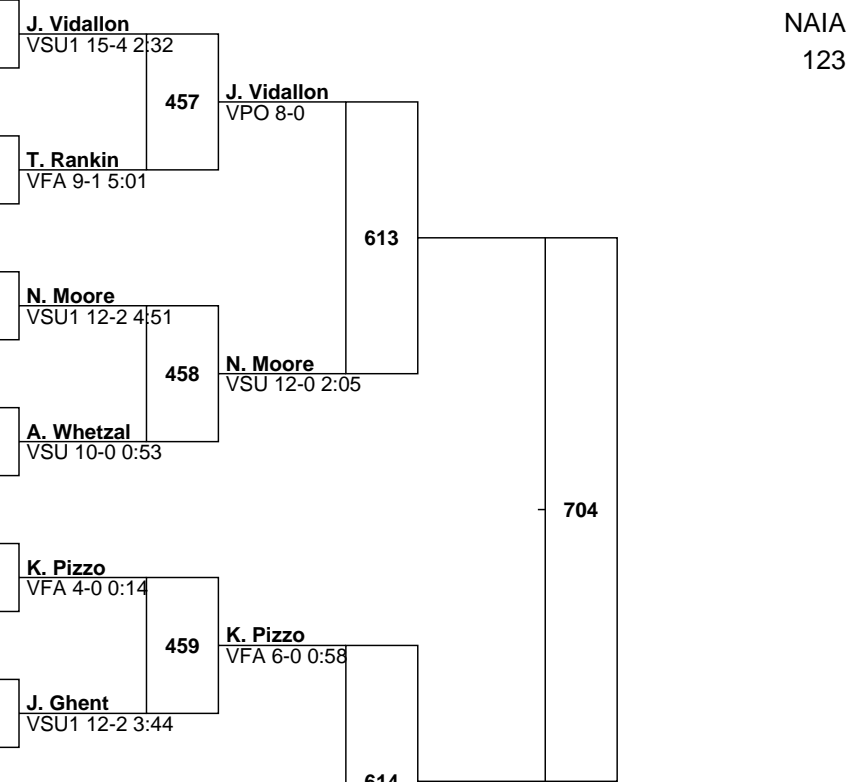 NAIA
123
J. Vidallon
VSU1 15-4 2:32
457
J. Vidallon
VPO 8-0
T. Rankin
VFA 9-1 5:01
613
N. Moore
VSU1 12-2 4:51
458
N. Moore
VSU 12-0 2:05
A. Whetzal
VSU 10-0 0:53
704
K. Pizzo
VFA 4-0 0:14
459
K. Pizzo
VFA 6-0 0:58
J. Ghent
VSU1 12-2 3:44
614